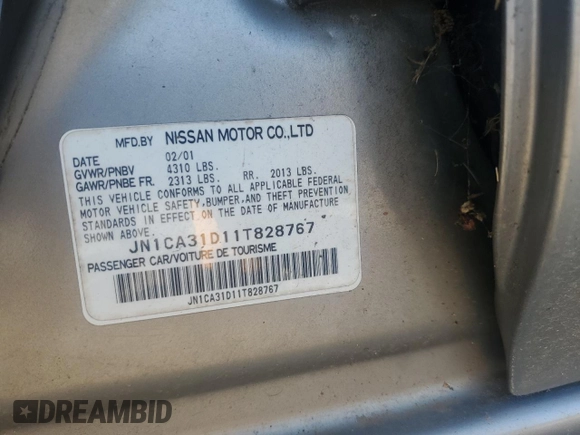 MFD.BY NISSAN MOTOR CO.,LTD
DATE 02/01
GVWR/PNBV 4310 LBS.
GAWR/PNBE FR. 2313 LBS. RR. 2013 LBS.
THIS VEHICLE CONFORMS TO ALL APPLICABLE FEDERAL
MOTOR VEHICLE SAFETY,BUMPER,AND THEFT PREVENTION
STANDARDS IN EFFECT ON THE DATE OF MANUFACTURE
SHOWN ABOVE.
JN1CA31D11T828767
PASSENGER CAR/VOITURE DE TOURISME
JN1CA31D11T828767
DREAMBID